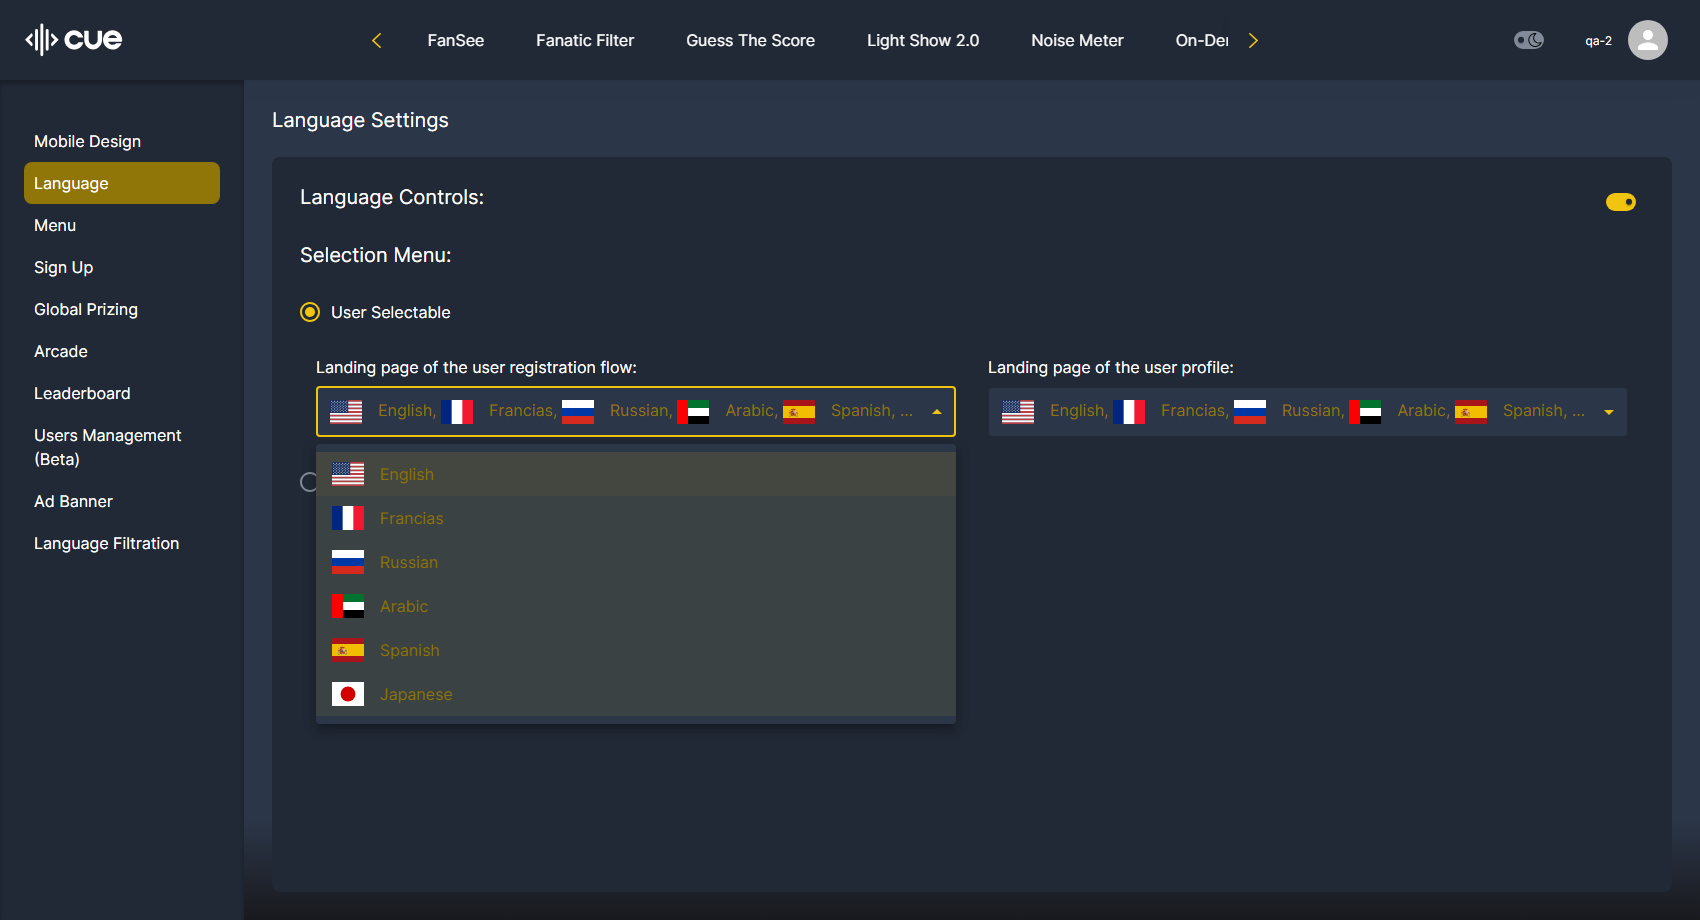 cue
FanSee Fanatic Filter Guess The Score Light Show 2.0 Noise Meter On-Der
qa-2
Mobile Design
Language
Menu
Sign Up
Global Prizing
Arcade
Leaderboard
Users Management
(Beta)
Ad Banner
Language Filtration
Language Settings
Language Controls:
Selection Menu:
User Selectable
Landing page of the user registration flow:
English, Francias, Russian, Arabic, Spanish, ...
English
Francias
Russian
Arabic
Spanish
Japanese
Landing page of the user profile:
English, Francias, Russian, Arabic, Spanish, ...